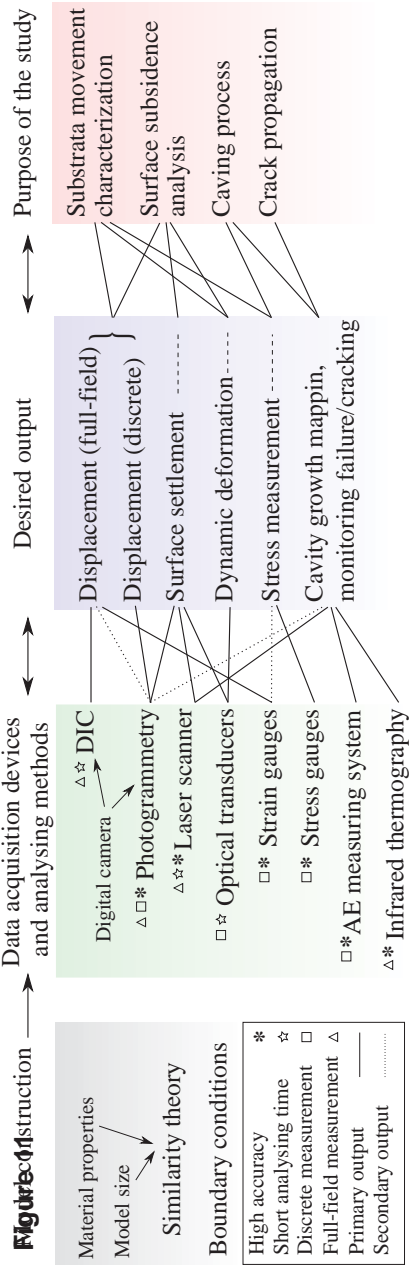 Figure 11
construction
Material properties
Model size
Similarity theory
Boundary conditions
High accuracy *
Short analysing time ☆
Discrete measurement □
Full-field measurement △
Primary output
Secondary output
Data acquisition devices
and analysing methods
△☆ DIC
Digital camera
△□* Photogrammetry
△☆* Laser scanner
□☆ Optical transducers
□* Strain gauges
□* Stress gauges
□* AE measuring system
△* Infrared thermography
Desired output
Displacement (full-field)
Displacement (discrete)
Surface settlement
Dynamic deformation
Stress measurement
Cavity growth mappin,
monitoring failure/cracking
Purpose of the study
Substrata movement
characterization
Surface subsidence
analysis
Caving process
Crack propagation